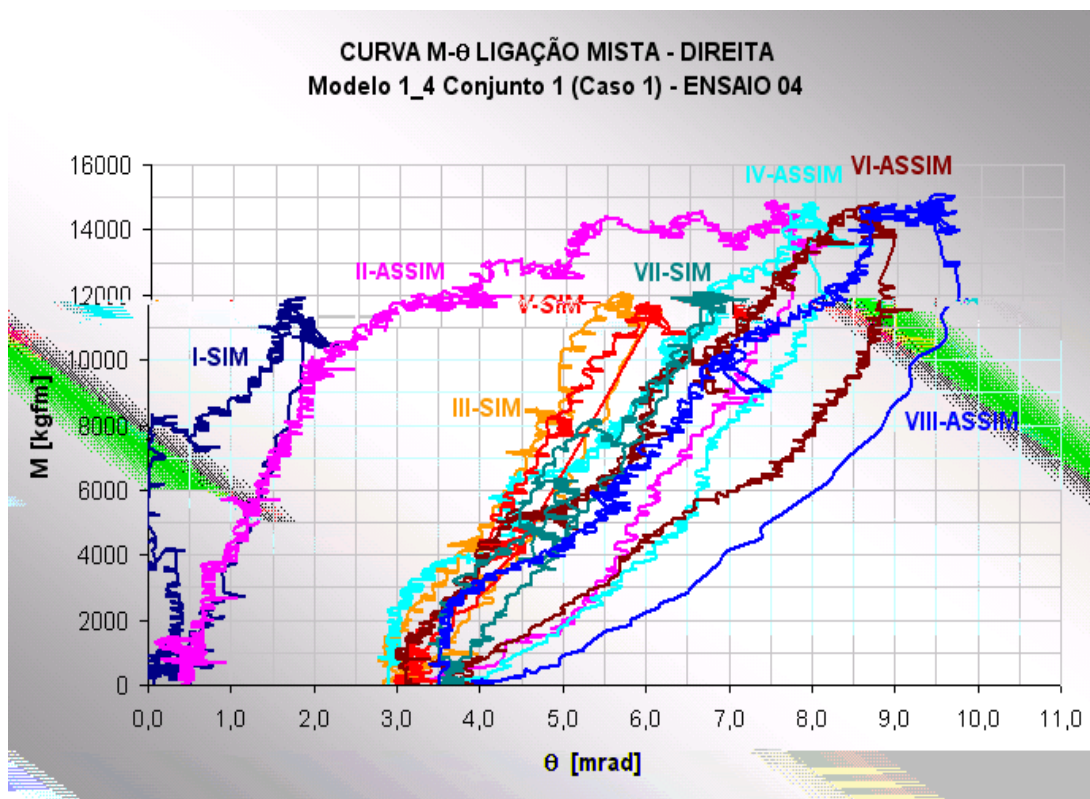 CURVA M-θ LIGAÇÃO MISTA - DIREITA
Modelo 1_4 Conjunto 1 (Caso 1) - ENSAIO 04
16000
14000
12000
10000
8000
6000
4000
2000
0
M [kgfm]
VI-ASSIM
IV-ASSIM
II-ASSIM
VII-SIM
V-SIM
I-SIM
III-SIM
VIII-ASSIM
0,0 1,0 2,0 3,0 4,0 5,0 6,0 7,0 8,0 9,0 10,0 11,0
θ [mrad]